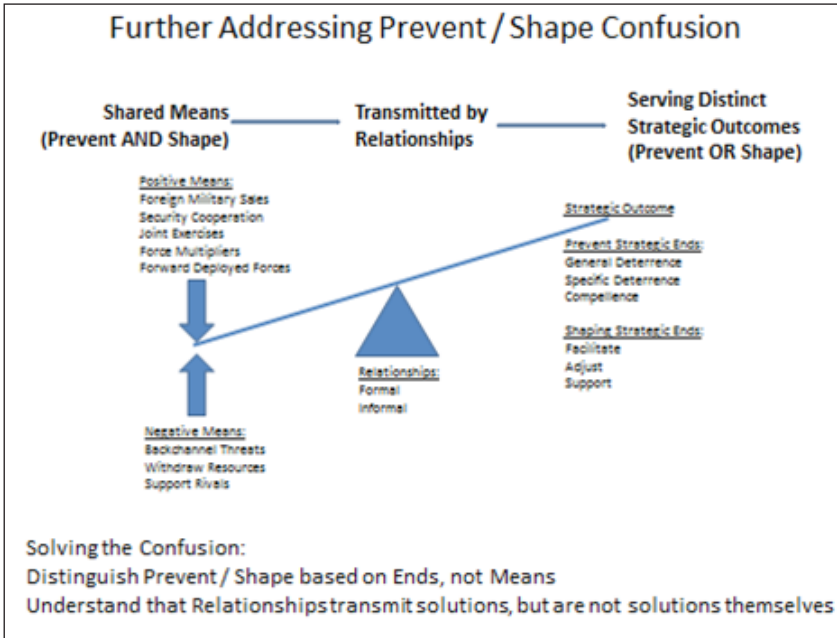 Further Addressing Prevent / Shape Confusion
Shared Means
(Prevent AND Shape)
Transmitted by
Relationships
Serving Distinct
Strategic Outcomes
(Prevent OR Shape)
Positive Means:
Foreign Military Sales
Security Cooperation
Joint Exercises
Force Multipliers
Forward Deployed Forces
Strategic Outcome
Prevent Strategic Ends:
General Deterrence
Specific Deterrence
Compellence
Shaping Strategic Ends:
Facilitate
Adjust
Support
Relationships:
Formal
Informal
Negative Means:
Backchannel Threats
Withdraw Resources
Support Rivals
Solving the Confusion:
Distinguish Prevent / Shape based on Ends, not Means
Understand that Relationships transmit solutions, but are not solutions themselves